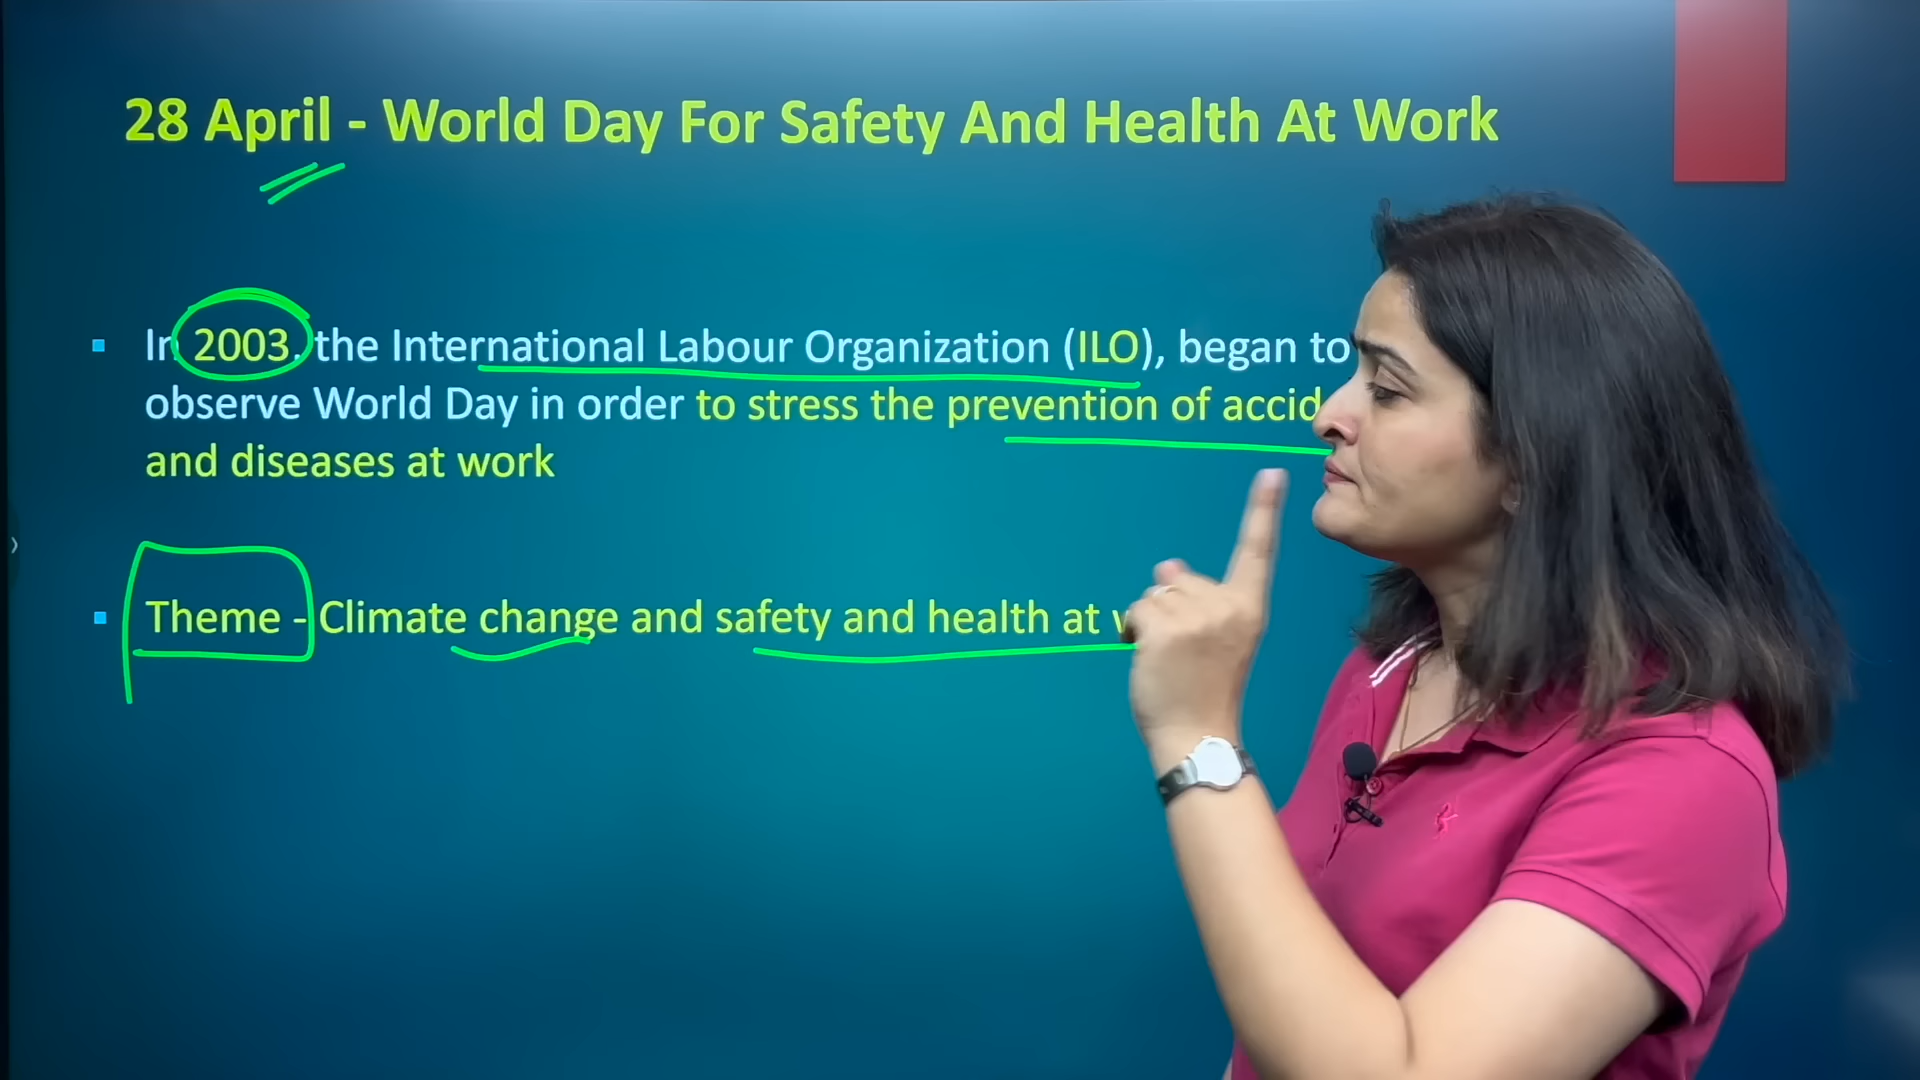 28 April - World Day For Safety And Health At Work
In 2003, the International Labour Organization (ILO), began to
observe World Day in order to stress the prevention of
and diseases at work
Theme - Climate change and safety and health at